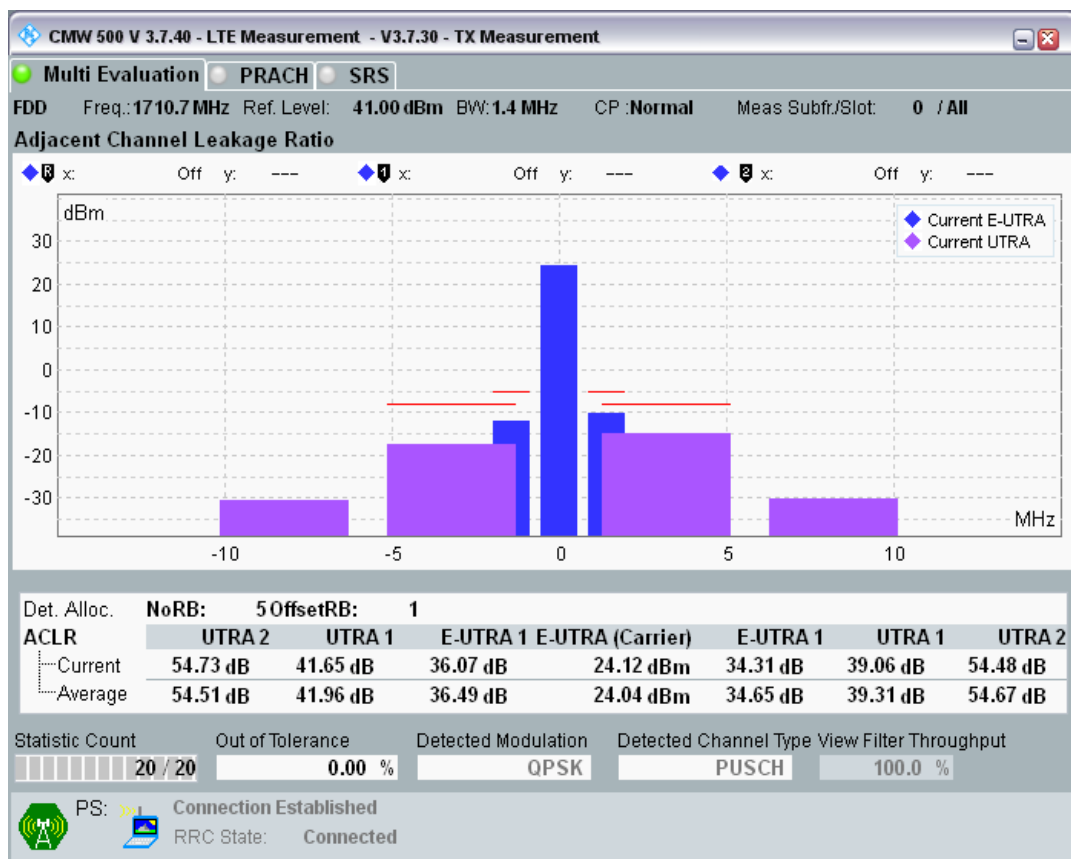 CMW 500 V 3.7.40 - LTE Measurement - V3.7.30 - TX Measurement
Multi Evaluation PRACH SRS
FDD Freq.: 1710.7 MHz Ref. Level: 41.00 dBm BW: 1.4 MHz CP :Normal Meas Subfr./Slot: 0 / All
Adjacent Channel Leakage Ratio
R x: Off y: --- 1 x: Off y: --- 2 x: Off y: ---
dBm
Current E-UTRA
Current UTRA
30
20
10
0
-10
-20
-30
MHz
-10 -5 0 5 10
Det. Alloc. NoRB: 5 OffsetRB: 1
ACLR UTRA 2 UTRA 1 E-UTRA 1 E-UTRA (Carrier) E-UTRA 1 UTRA 1 UTRA 2
Current 54.73 dB 41.65 dB 36.07 dB 24.12 dBm 34.31 dB 39.06 dB 54.48 dB
Average 54.51 dB 41.96 dB 36.49 dB 24.04 dBm 34.65 dB 39.31 dB 54.67 dB
Statistic Count Out of Tolerance Detected Modulation Detected Channel Type View Filter Throughput
20 / 20 0.00 % QPSK PUSCH 100.0 %
PS: Connection Established
RRC State: Connected